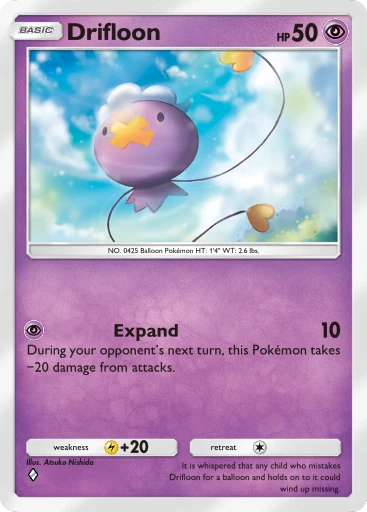 BASIC Drifloon HP 50
NO. 0425 Balloon Pokémon HT: 1'4" WT: 2.6 lbs.
Expand 10
During your opponent's next turn, this Pokémon takes
−20 damage from attacks.
weakness +20 retreat
Illus. Atsuko Nishida
It is whispered that any child who mistakes
Drifloon for a balloon and holds on to it could
wind up missing.